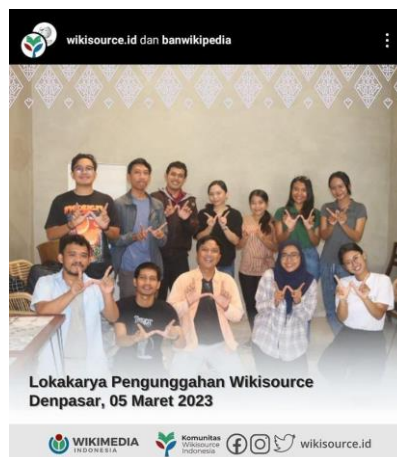 wikisource.id dan banwikipedia
Lokakarya Pengunggahan Wikisource
Denpasar, 05 Maret 2023
WIKIMEDIA
INDONESIA
Komunitas
Wikisource
Indonesia
wikisource.id